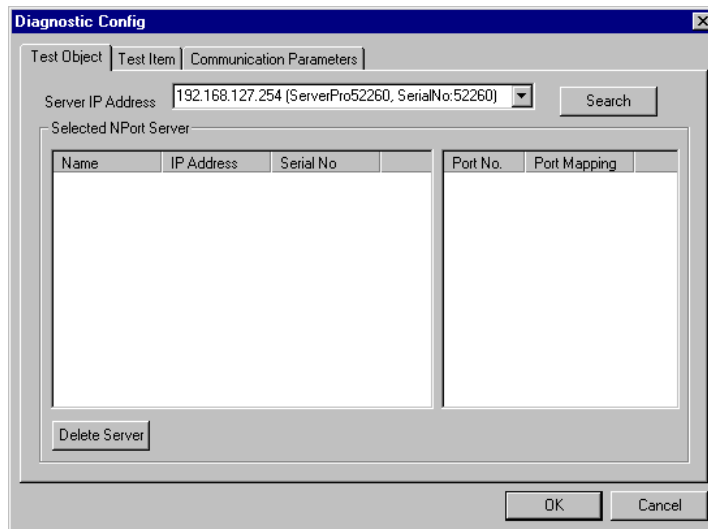 Diagnostic Config
Test Object Test Item Communication Parameters
Server IP Address 192.168.127.254 (ServerPro52260, SerialNo:52260) Search
Selected NPort Server
Name IP Address Serial No Port No. Port Mapping
Delete Server
OK Cancel